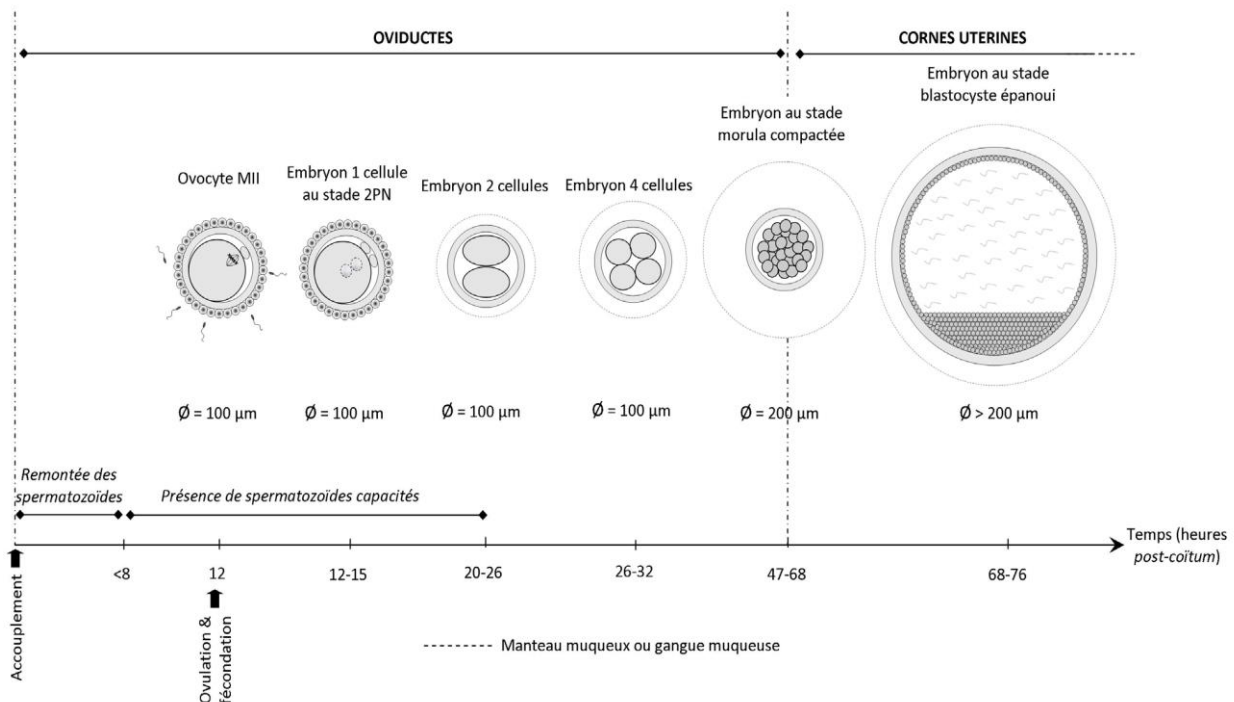 OVIDUCTES
CORNES UTERINES
Embryon au stade
blastocyste épanoui
Embryon au stade
morula compactée
Ovocyte MII
Embryon 1 cellule
au stade 2PN
Embryon 2 cellules
Embryon 4 cellules
Ø = 100 µm
Ø = 100 µm
Ø = 100 µm
Ø = 100 µm
Ø = 200 µm
Ø > 200 µm
Remontée des
spermatozoïdes
Présence de spermatozoïdes capacités
Temps (heures
post-coïtum)
<8
12
12-15
20-26
26-32
47-68
68-76
Accouplement
Ovulation &
fécondation
Manteau muqueux ou gangue muqueuse